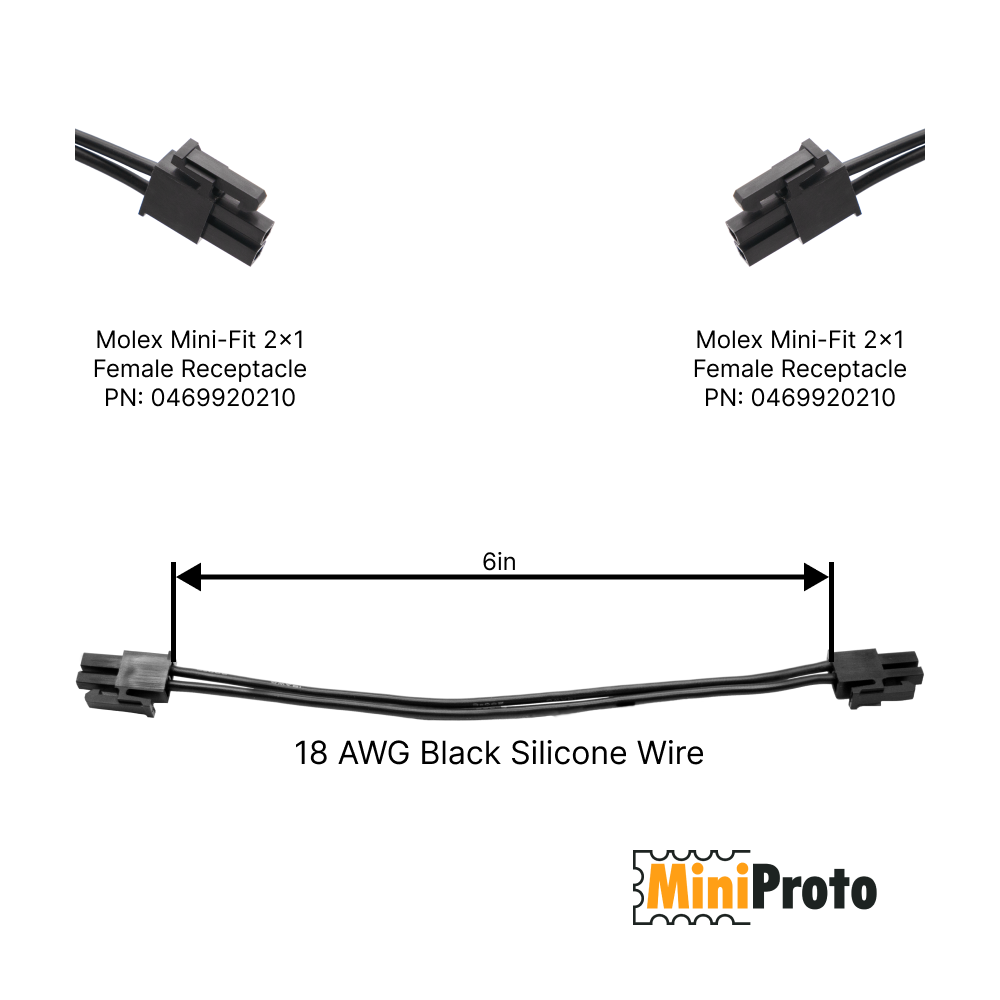 Molex Mini-Fit 2×1
Female Receptacle
PN: 0469920210
Molex Mini-Fit 2×1
Female Receptacle
PN: 0469920210
6in
18 AWG Black Silicone Wire
MiniProto